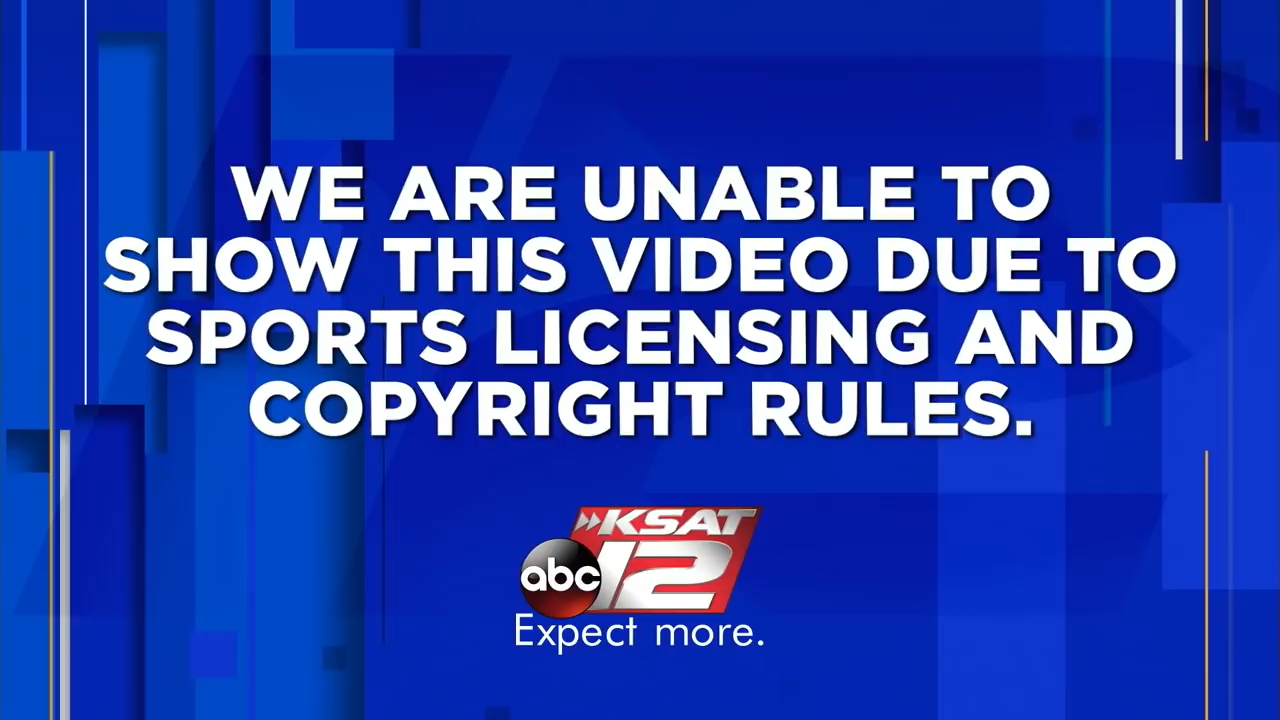 WE ARE UNABLE TO
SHOW THIS VIDEO DUE TO
SPORTS LICENSING AND
COPYRIGHT RULES.
KSAT
abc 12
Expect more.